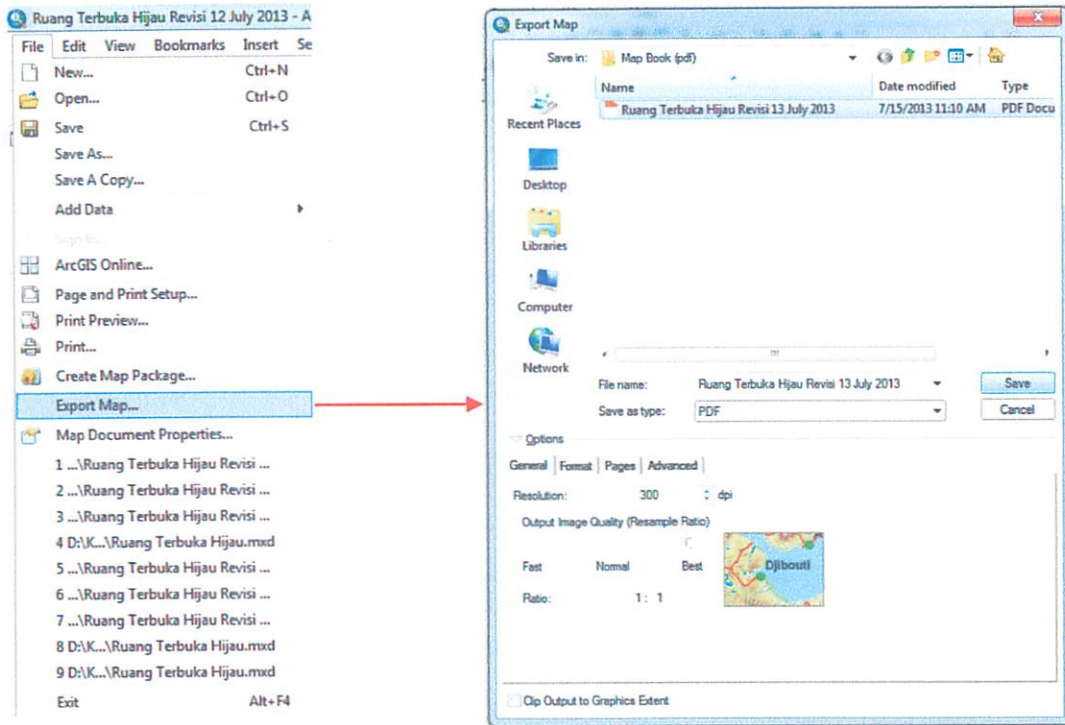 Ruang Terbuka Hijau Revisi 12 July 2013 - A
File Edit View Bookmarks Insert Se
New... Ctrl+N
Open... Ctrl+O
Save Ctrl+S
Save As...
Save A Copy...
Add Data
Sign In...
ArcGIS Online...
Page and Print Setup...
Print Preview...
Print...
Create Map Package...
Export Map...
Map Document Properties...
1 ...\Ruang Terbuka Hijau Revisi ...
2 ...\Ruang Terbuka Hijau Revisi ...
3 ...\Ruang Terbuka Hijau Revisi ...
4 D:\K...\Ruang Terbuka Hijau.mxd
5 ...\Ruang Terbuka Hijau Revisi ...
6 ...\Ruang Terbuka Hijau Revisi ...
7 ...\Ruang Terbuka Hijau Revisi ...
8 D:\K...\Ruang Terbuka Hijau.mxd
9 D:\K...\Ruang Terbuka Hijau.mxd
Exit Alt+F4
Export Map
Save in: Map Book (pdf)
Name Date modified Type
Ruang Terbuka Hijau Revisi 13 July 2013 7/15/2013 11:10 AM PDF Docu
Recent Places
Desktop
Libraries
Computer
Network
File name: Ruang Terbuka Hijau Revisi 13 July 2013 Save
Save as type: PDF Cancel
Options
General Format Pages Advanced
Resolution: 300 dpi
Output Image Quality (Resample Ratio)
Fast Normal Best
Djibouti
Ratio: 1: 1
Clip Output to Graphics Extent